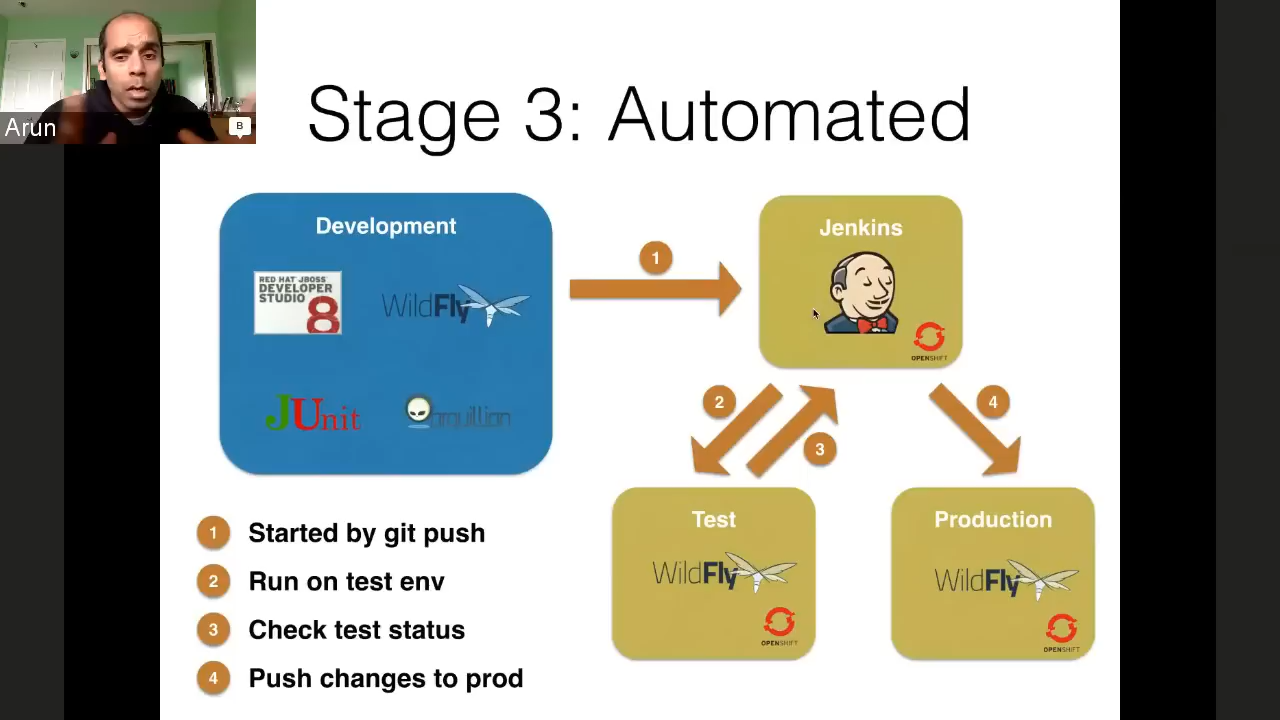 Arun
B
Stage 3: Automated
Development
RED HAT JBOSS
DEVELOPER
STUDIO
8
WildFly
JUnit
arquillian
1
Jenkins
OPENSHIFT
2
3
4
Test
WildFly
OPENSHIFT
Production
WildFly
OPENSHIFT
1 Started by git push
2 Run on test env
3 Check test status
4 Push changes to prod